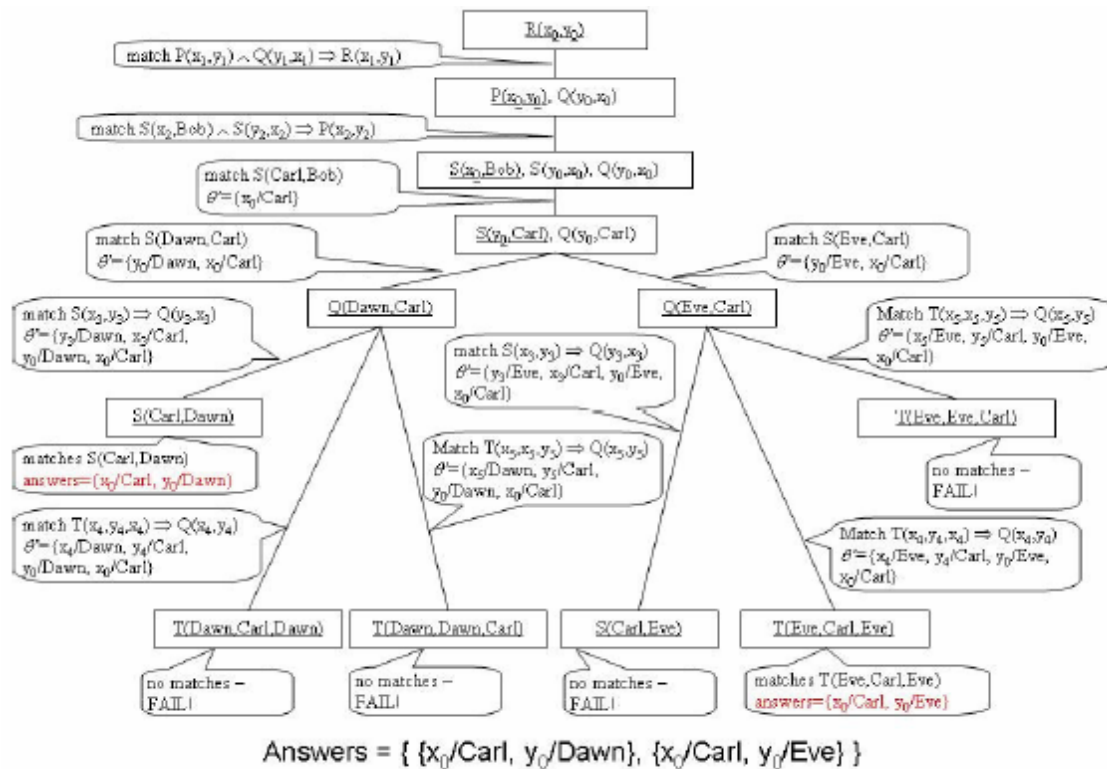 R(x₀,y₀)
match P(x₁,y₁) ∧ Q(y₁,x₁) ⇒ R(x₁,y₁)
P(x₀,y₀), Q(y₀,x₀)
match S(x₂,Bob) ∧ S(y₂,x₂) ⇒ P(x₂,y₂)
S(x₀,Bob), S(y₀,x₀), Q(y₀,x₀)
match S(Carl,Bob)
θ'={x₀/Carl}
S(y₀,Carl), Q(y₀,Carl)
match S(Dawn,Carl)
θ'={y₀/Dawn, x₀/Carl}
match S(Eve,Carl)
θ'={y₀/Eve, x₀/Carl}
Q(Dawn,Carl)
Q(Eve,Carl)
match S(x₃,y₃) ⇒ Q(y₃,x₃)
θ'={y₃/Dawn, x₃/Carl,
y₀/Dawn, x₀/Carl}
match S(x₃,y₃) ⇒ Q(y₃,x₃)
θ'={y₃/Eve, x₃/Carl, y₀/Eve,
x₀/Carl}
Match T(x₅,x₅,y₅) ⇒ Q(x₅,y₅)
θ'={x₅/Eve, y₅/Carl, y₀/Eve,
x₀/Carl}
S(Carl,Dawn)
T(Eve,Eve,Carl)
matches S(Carl,Dawn)
answers={x₀/Carl, y₀/Dawn}
Match T(x₅,x₅,y₅) ⇒ Q(x₅,y₅)
θ'={x₅/Dawn, y₅/Carl,
y₀/Dawn, x₀/Carl}
no matches –
FAIL!
match T(x₄,y₄,x₄) ⇒ Q(x₄,y₄)
θ'={x₄/Dawn, y₄/Carl,
y₀/Dawn, x₀/Carl}
Match T(x₄,y₄,x₄) ⇒ Q(x₄,y₄)
θ'={x₄/Eve, y₄/Carl, y₀/Eve,
x₀/Carl}
T(Dawn,Carl,Dawn)
T(Dawn,Dawn,Carl)
S(Carl,Eve)
T(Eve,Carl,Eve)
no matches –
FAIL!
no matches –
FAIL!
no matches –
FAIL!
matches T(Eve,Carl,Eve)
answers={x₀/Carl, y₀/Eve}
Answers = { {x₀/Carl, y₀/Dawn}, {x₀/Carl, y₀/Eve} }